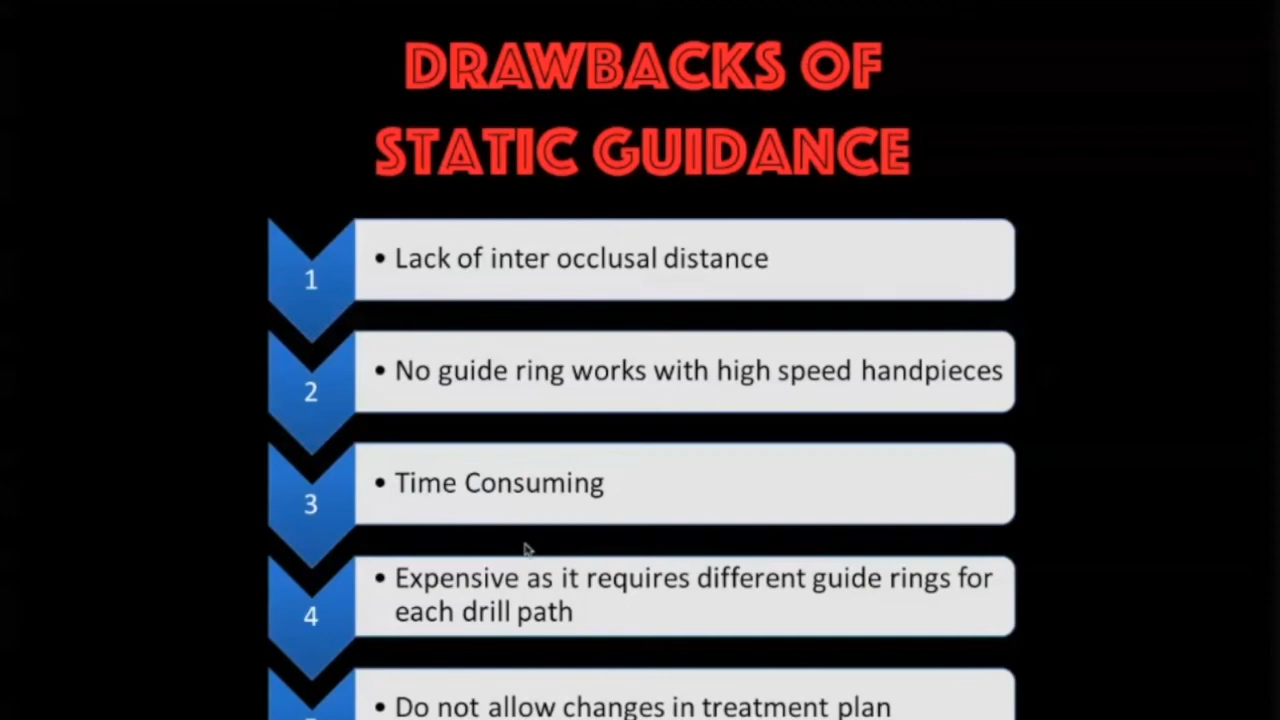 DRAWBACKS OF
STATIC GUIDANCE
1
• Lack of inter occlusal distance
2
• No guide ring works with high speed handpieces
3
• Time Consuming
4
• Expensive as it requires different guide rings for
each drill path
• Do not allow changes in treatment plan